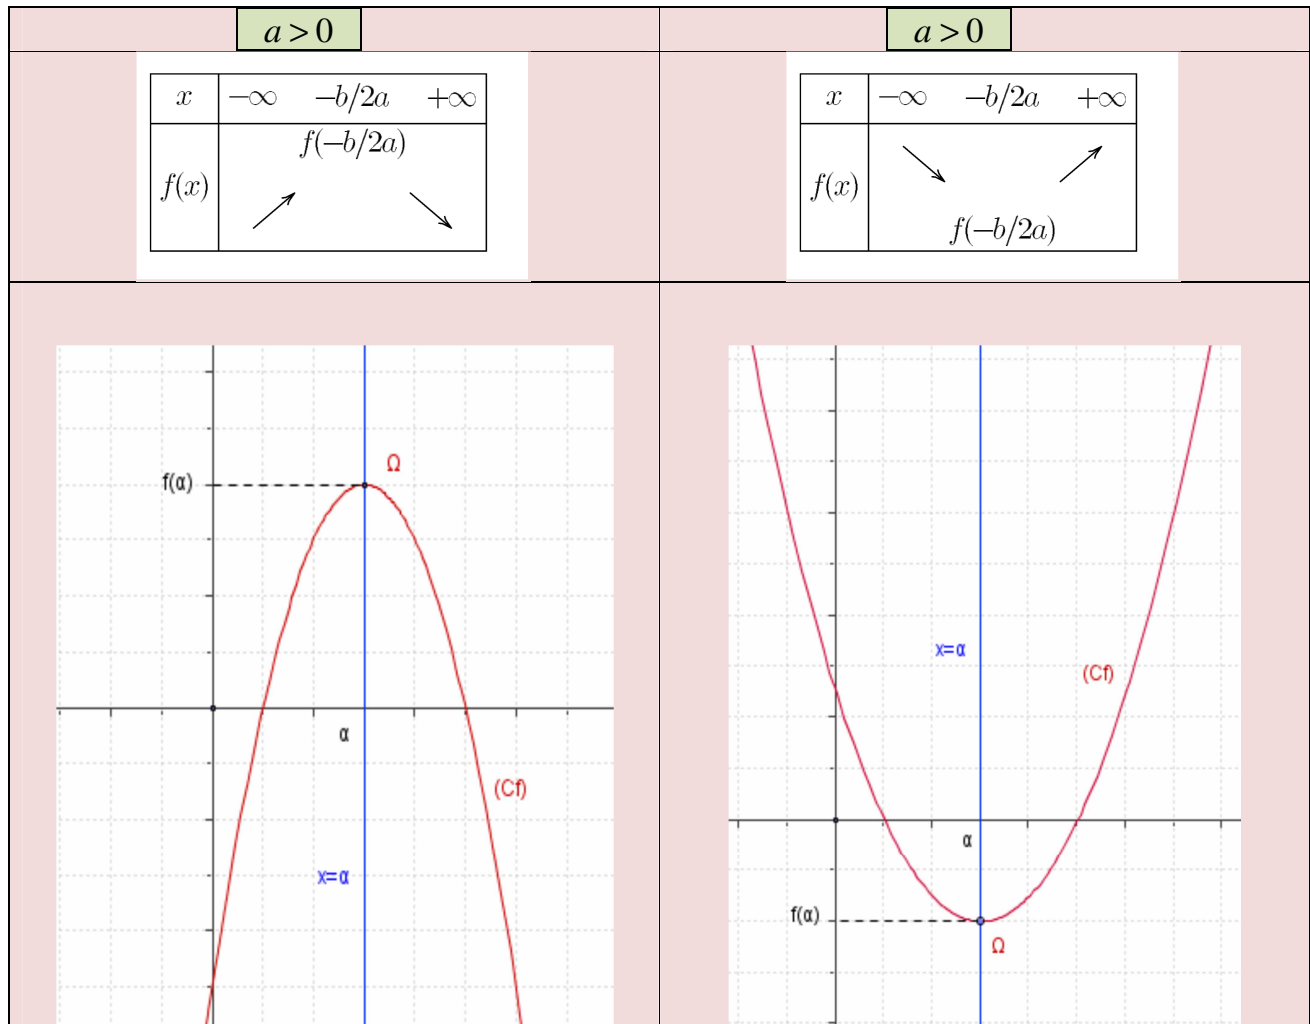 a > 0
a > 0
x −∞ −b/2a +∞
f(−b/2a)
f(x)
x −∞ −b/2a +∞
f(x)
f(−b/2a)
Ω
f(α)
α
(Cf)
x=α
x=α
(Cf)
α
f(α)
Ω